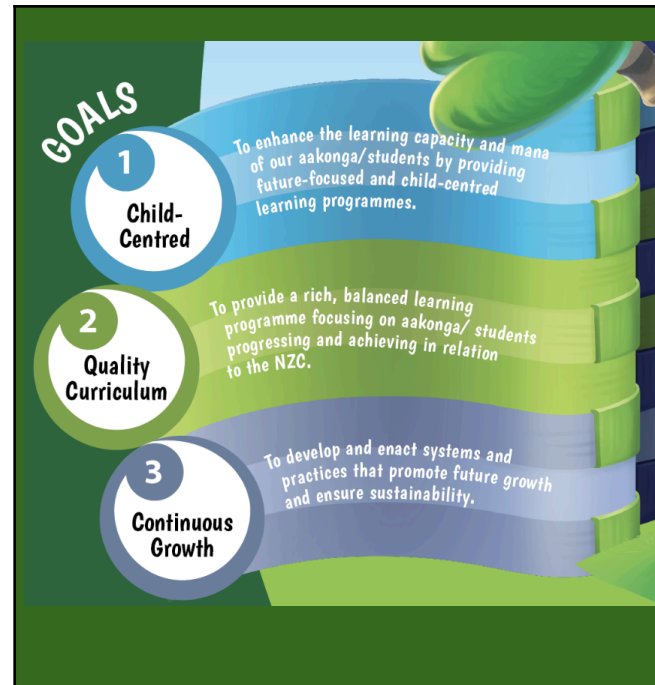 GOALS
1
Child-
Centred
To enhance the learning capacity and mana
of our aakonga/students by providing
future-focused and child-centred
learning programmes.
2
Quality
Curriculum
To provide a rich, balanced learning
programme focusing on aakonga/ students
progressing and achieving in relation
to the NZC.
3
Continuous
Growth
To develop and enact systems and
practices that promote future growth
and ensure sustainability.